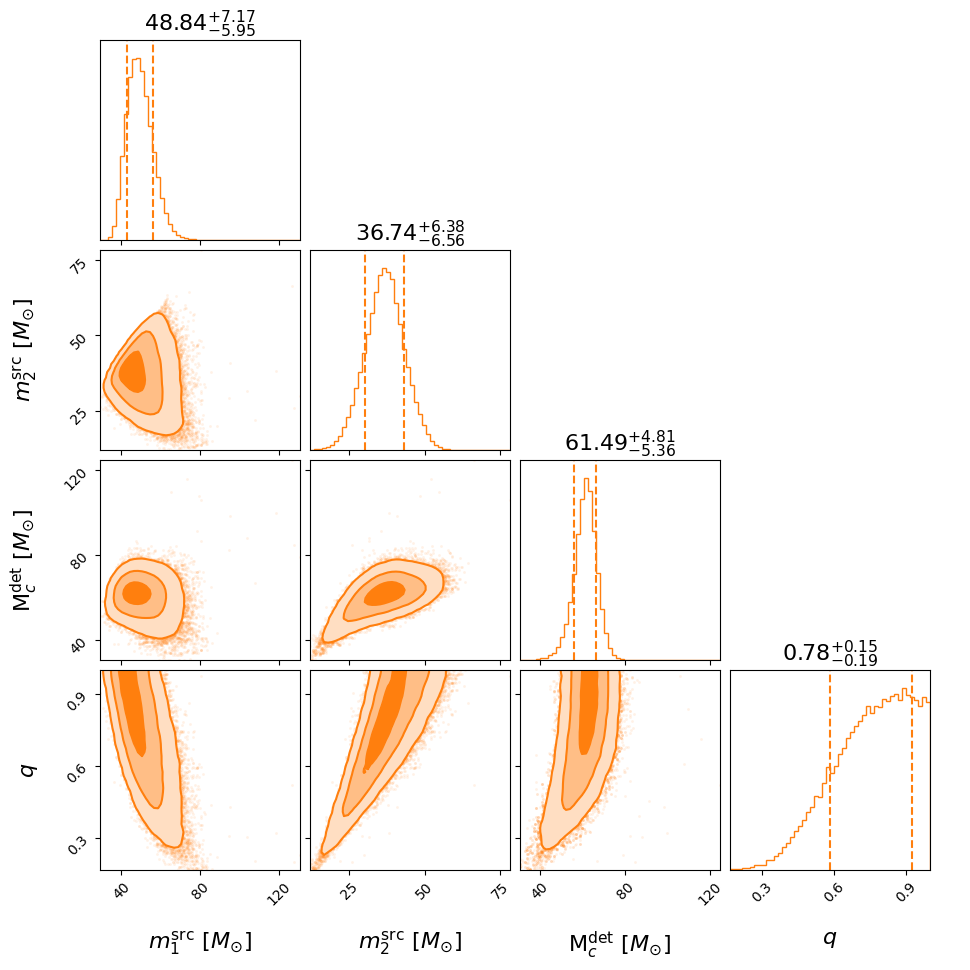 48.84^{+7.17}_{-5.95}
75
50
25
m_2^{src} [M_⊙]
36.74^{+6.38}_{-6.56}
120
80
40
M_c^{det} [M_⊙]
61.49^{+4.81}_{-5.36}
0.9
0.6
0.3
q
0.78^{+0.15}_{-0.19}
40 80 120 25 50 75 40 80 120 0.3 0.6 0.9
m_1^{src} [M_⊙] m_2^{src} [M_⊙] M_c^{det} [M_⊙] q